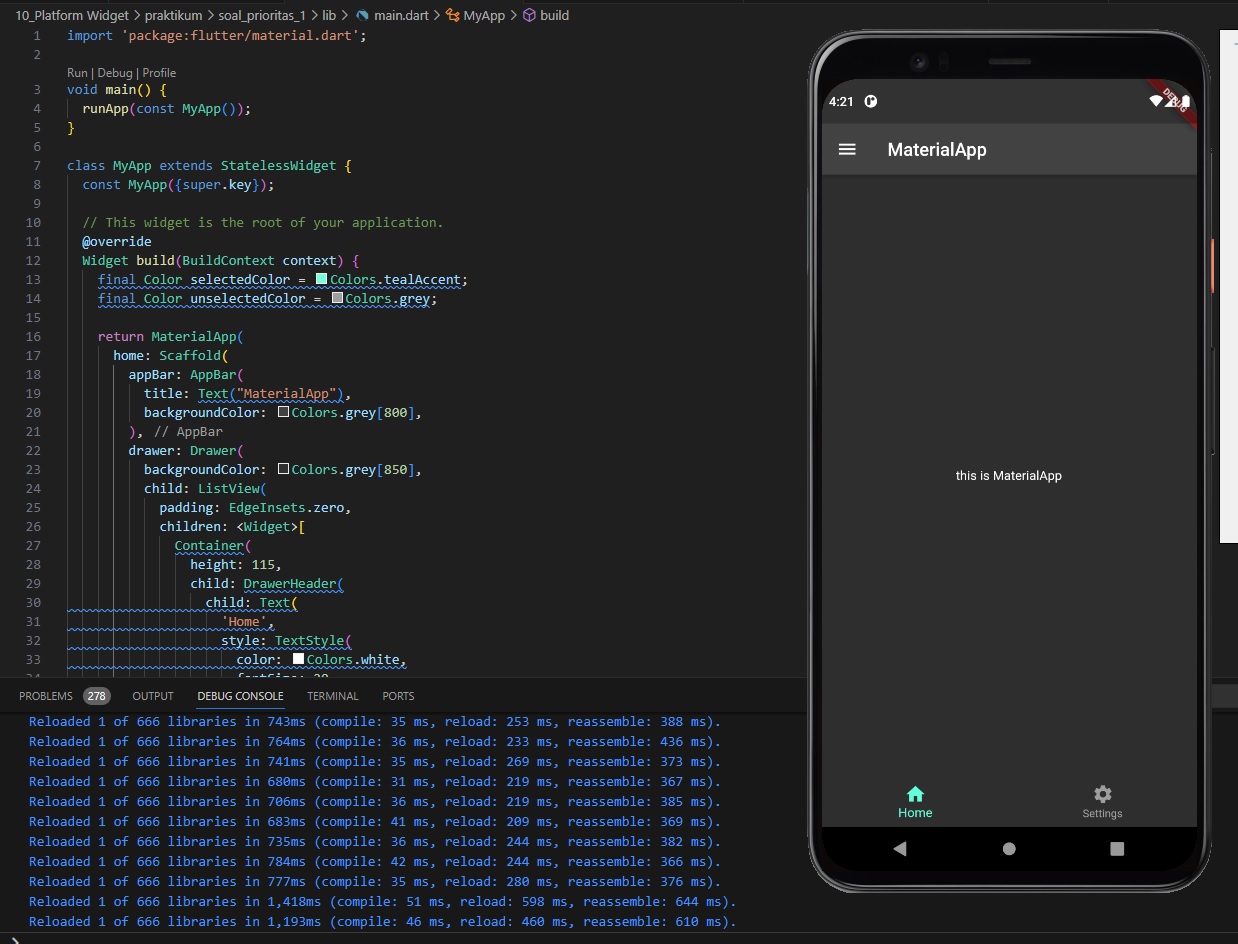 10_Platform Widget > praktikum > soal_prioritas_1 > lib > main.dart > MyApp > build
1 import 'package:flutter/material.dart';
2
Run | Debug | Profile
3 void main() {
4 runApp(const MyApp());
5 }
6
7 class MyApp extends StatelessWidget {
8 const MyApp({super.key});
9
10 // This widget is the root of your application.
11 @override
12 Widget build(BuildContext context) {
13 final Color selectedColor = Colors.tealAccent;
14 final Color unselectedColor = Colors.grey;
15
16 return MaterialApp(
17 home: Scaffold(
18 appBar: AppBar(
19 title: Text("MaterialApp"),
20 backgroundColor: Colors.grey[800],
21 ), // AppBar
22 drawer: Drawer(
23 backgroundColor: Colors.grey[850],
24 child: ListView(
25 padding: EdgeInsets.zero,
26 children: <Widget>[
27 Container(
28 height: 115,
29 child: DrawerHeader(
30 child: Text(
31 'Home',
32 style: TextStyle(
33 color: Colors.white,
34 fontSize: 20
PROBLEMS 278 OUTPUT DEBUG CONSOLE TERMINAL PORTS
Reloaded 1 of 666 libraries in 743ms (compile: 35 ms, reload: 253 ms, reassemble: 388 ms).
Reloaded 1 of 666 libraries in 764ms (compile: 36 ms, reload: 233 ms, reassemble: 436 ms).
Reloaded 1 of 666 libraries in 741ms (compile: 35 ms, reload: 269 ms, reassemble: 373 ms).
Reloaded 1 of 666 libraries in 680ms (compile: 31 ms, reload: 219 ms, reassemble: 367 ms).
Reloaded 1 of 666 libraries in 706ms (compile: 36 ms, reload: 219 ms, reassemble: 385 ms).
Reloaded 1 of 666 libraries in 683ms (compile: 41 ms, reload: 209 ms, reassemble: 369 ms).
Reloaded 1 of 666 libraries in 735ms (compile: 36 ms, reload: 244 ms, reassemble: 382 ms).
Reloaded 1 of 666 libraries in 784ms (compile: 42 ms, reload: 244 ms, reassemble: 366 ms).
Reloaded 1 of 666 libraries in 777ms (compile: 35 ms, reload: 280 ms, reassemble: 376 ms).
Reloaded 1 of 666 libraries in 1,418ms (compile: 51 ms, reload: 598 ms, reassemble: 644 ms).
Reloaded 1 of 666 libraries in 1,193ms (compile: 46 ms, reload: 460 ms, reassemble: 610 ms).
4:21
DEBUG
MaterialApp
this is MaterialApp
Home Settings